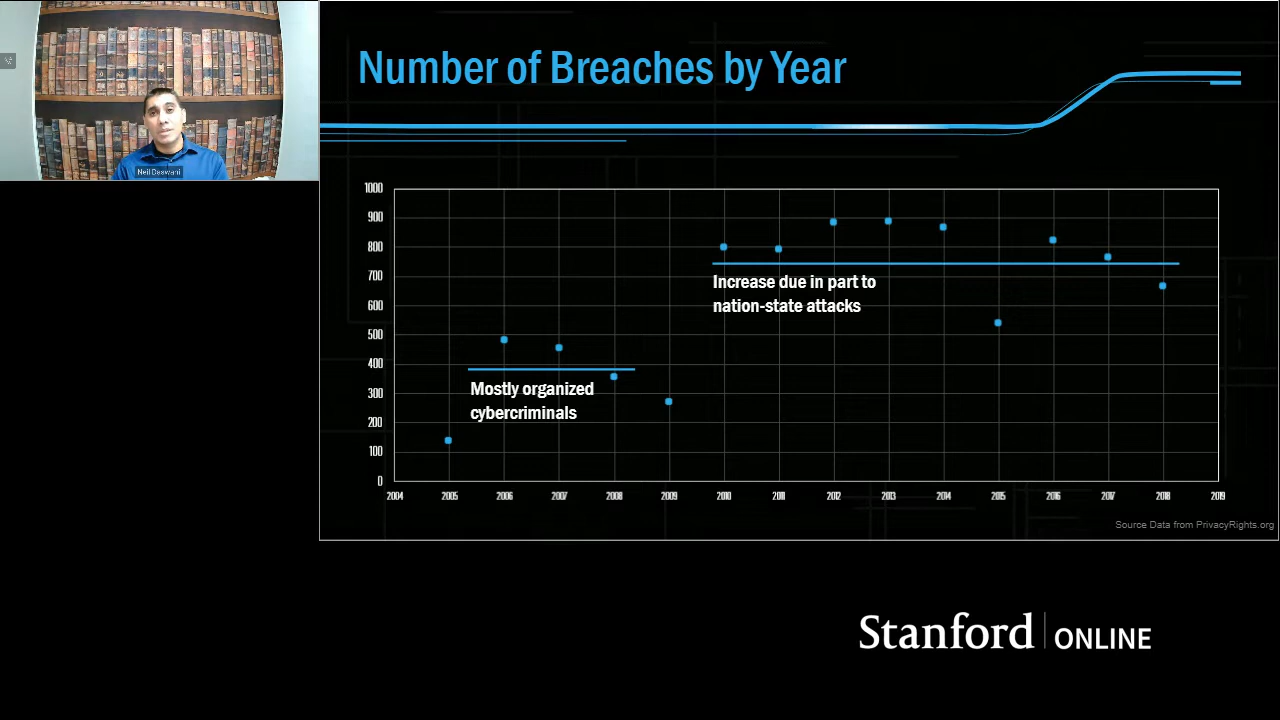 Neil Daswani
Number of Breaches by Year
1000
900
800
700
600
500
400
300
200
100
0
Increase due in part to
nation-state attacks
Mostly organized
cybercriminals
2004 2005 2006 2007 2008 2009 2010 2011 2012 2013 2014 2015 2016 2017 2018 2019
Source Data from PrivacyRights.org
Stanford ONLINE